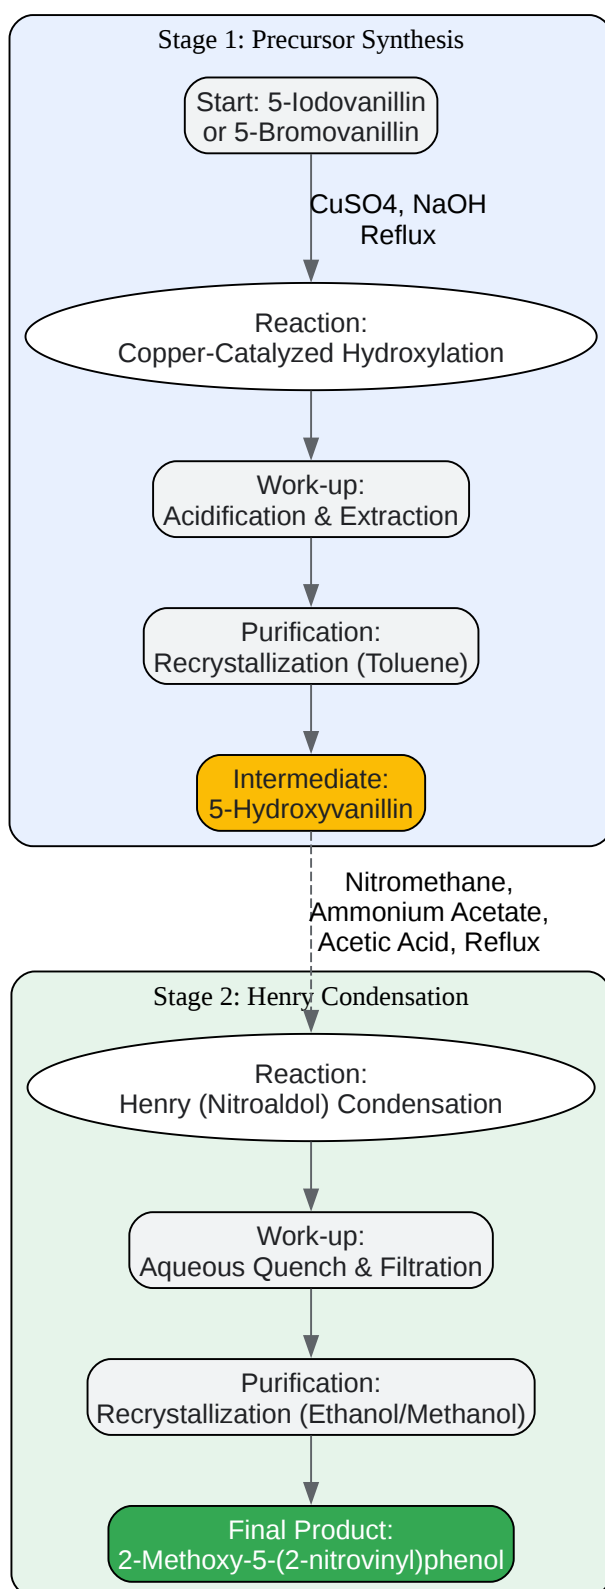 Stage 1: Precursor Synthesis
Start: 5-Iodovanillin
or 5-Bromovanillin
CuSO4, NaOH
Reflux
Reaction:
Copper-Catalyzed Hydroxylation
Work-up:
Acidification & Extraction
Purification:
Recrystallization (Toluene)
Intermediate:
5-Hydroxyvanillin
Nitromethane,
Ammonium Acetate,
Acetic Acid, Reflux
Stage 2: Henry Condensation
Reaction:
Henry (Nitroaldol) Condensation
Work-up:
Aqueous Quench & Filtration
Purification:
Recrystallization (Ethanol/Methanol)
Final Product:
2-Methoxy-5-(2-nitrovinyl)phenol